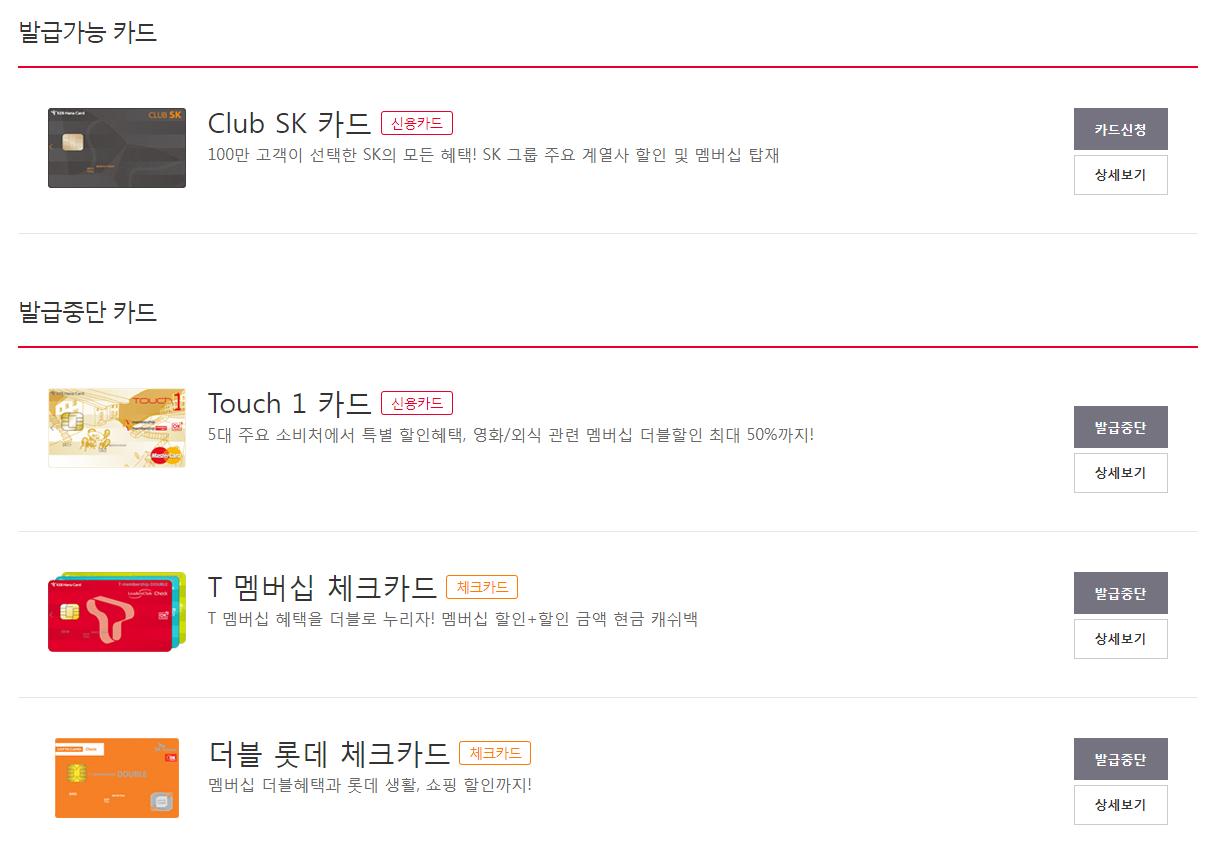 발급가능 카드
CLUB SK
Club SK 카드 신용카드
카드신청
100만 고객이 선택한 SK의 모든 혜택! SK 그룹 주요 계열사 할인 및 멤버십 탑재
상세보기
발급중단 카드
Touch 1
MasterCard
Touch 1 카드 신용카드
5대 주요 소비처에서 특별 할인혜택, 영화/외식 관련 멤버십 더블할인 최대 50%까지!
발급중단
상세보기
T-membership DOUBLE
Check
T 멤버십 체크카드 체크카드
T 멤버십 혜택을 더블로 누리자! 멤버십 할인+할인 금액 현금 캐쉬백
발급중단
상세보기
Check
DOUBLE
더블 롯데 체크카드 체크카드
멤버십 더블혜택과 롯데 생활, 쇼핑 할인까지!
발급중단
상세보기